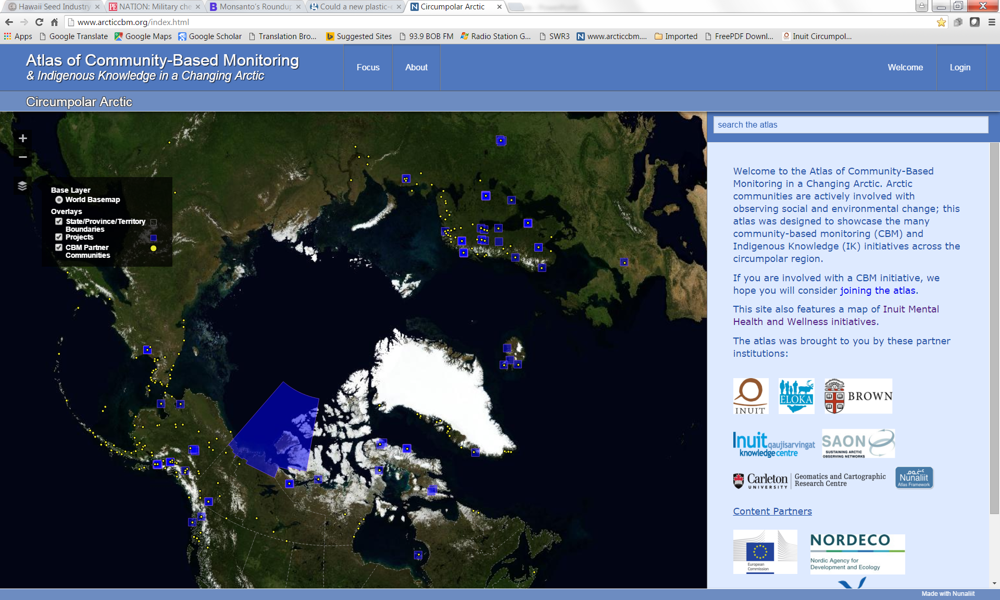 Hawaii Seed Industry
NATION: Military che
Monsanto's Roundup
Could a new plastic-e
Circumpolar Arctic
www.arcticcbm.org/index.html
Apps
Google Translate
Google Maps
Google Scholar
Translation Bro...
Suggested Sites
93.9 BOB FM
Radio Station G...
SWR3
www.arcticcbm....
Imported
FreePDF Downl...
Inuit Circumpol...
Atlas of Community-Based Monitoring
& Indigenous Knowledge in a Changing Arctic
Focus
About
Welcome
Login
Circumpolar Arctic
+
−
Base Layer
World Basemap
Overlays
State/Province/Territory
Boundaries
Projects
CBM Partner
Communities
search the atlas
Welcome to the Atlas of Community-Based
Monitoring in a Changing Arctic. Arctic
communities are actively involved with
observing social and environmental change; this
atlas was designed to showcase the many
community-based monitoring (CBM) and
Indigenous Knowledge (IK) initiatives across the
circumpolar region.
If you are involved with a CBM initiative, we
hope you will consider joining the atlas.
This site also features a map of Inuit Mental
Health and Wellness initiatives.
The atlas was brought to you by these partner
institutions:
INUIT
ELOKA
BROWN
Inuit qaujisarvingat
knowledge centre
SAON
SUSTAINING ARCTIC
OBSERVING NETWORKS
Carleton
UNIVERSITY
Geomatics and Cartographic
Research Centre
ᓄᓇᓖᑦ
Nunaliit
Atlas Framework
Content Partners
European
Commission
NORDECO
Nordic Agency for
Development and Ecology
Made with Nunaliit